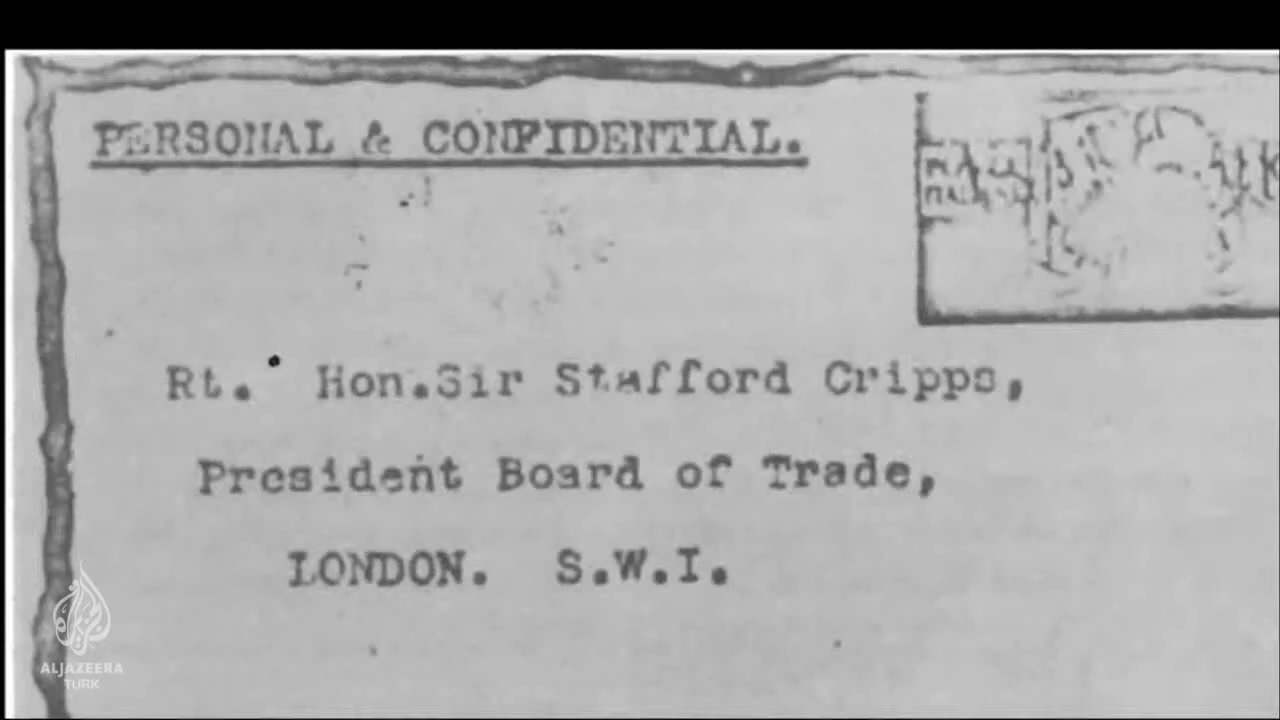 PERSONAL & CONFIDENTIAL.
Rt. Hon.Sir Stafford Cripps,
President Board of Trade,
LONDON. S.W.I.
ALJAZEERA
TURK